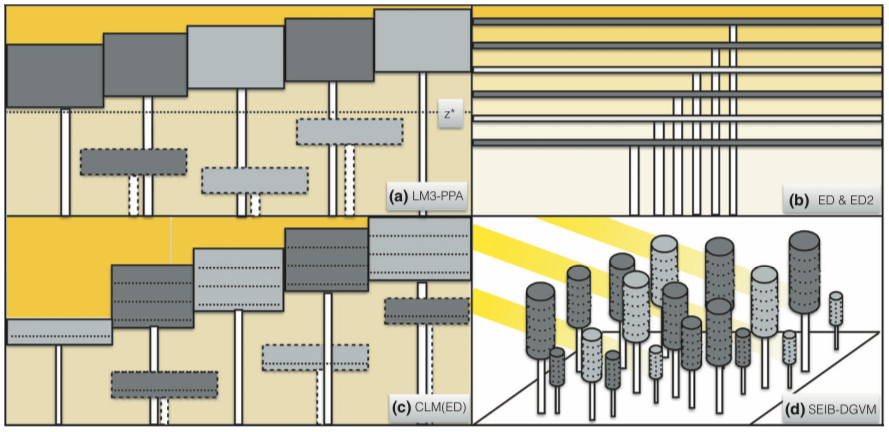 z*
(a) LM3-PPA
(b) ED & ED2
(c) CLM(ED)
(d) SEIB-DGVM